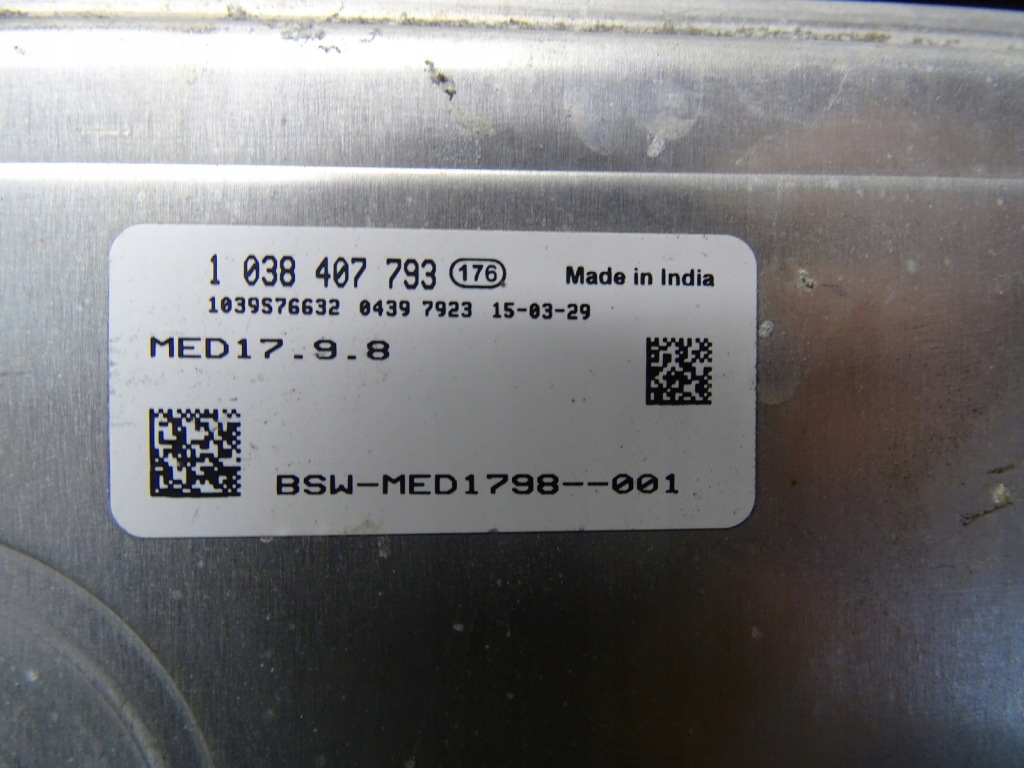 1 038 407 793 176 Made in India
1039S76632 0439 7923 15-03-29
MED17.9.8
BSW-MED1798--001